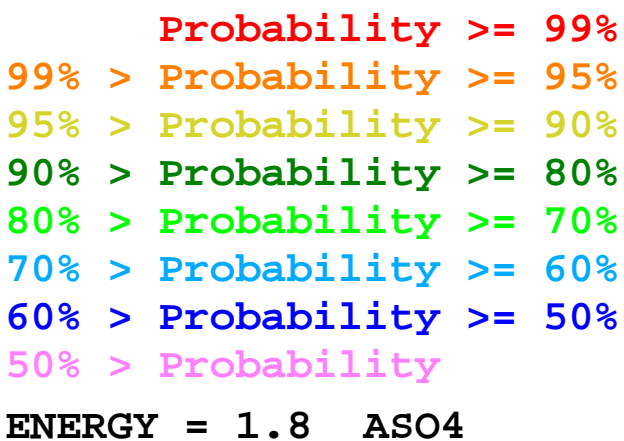 Probability >= 99%
99% > Probability >= 95%
95% > Probability >= 90%
90% > Probability >= 80%
80% > Probability >= 70%
70% > Probability >= 60%
60% > Probability >= 50%
50% > Probability
ENERGY = 1.8  ASO4